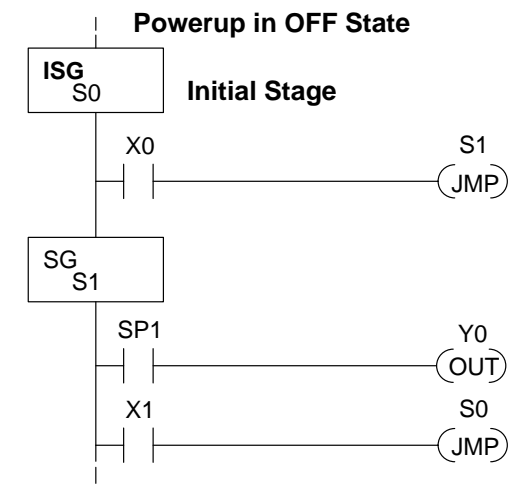 Powerup in OFF State
ISG
S0
Initial Stage
X0
S1
JMP
SG
S1
SP1
Y0
OUT
X1
S0
JMP